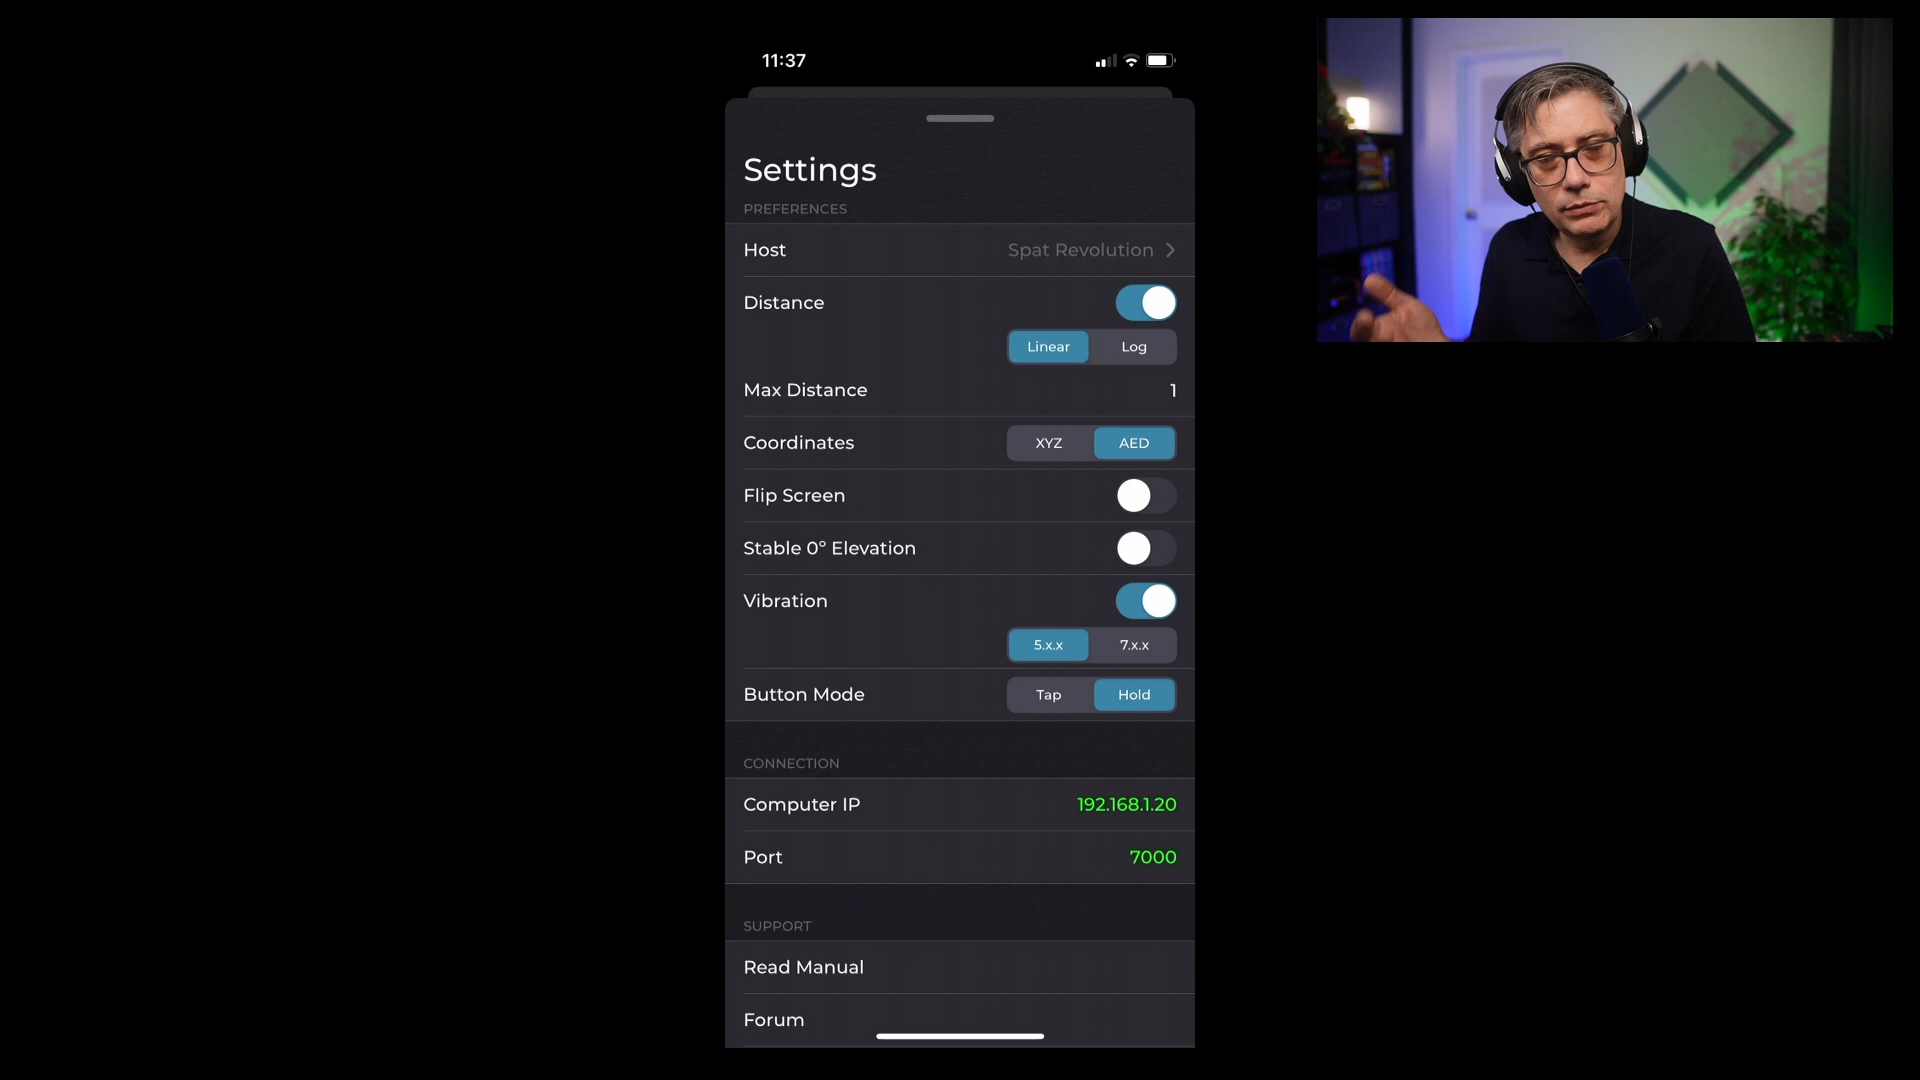 11:37
Settings
PREFERENCES
Host Spat Revolution
Distance
Linear Log
Max Distance 1
Coordinates XYZ AED
Flip Screen
Stable 0º Elevation
Vibration
5.x.x 7.x.x
Button Mode Tap Hold
CONNECTION
Computer IP 192.168.1.20
Port 7000
SUPPORT
Read Manual
Forum